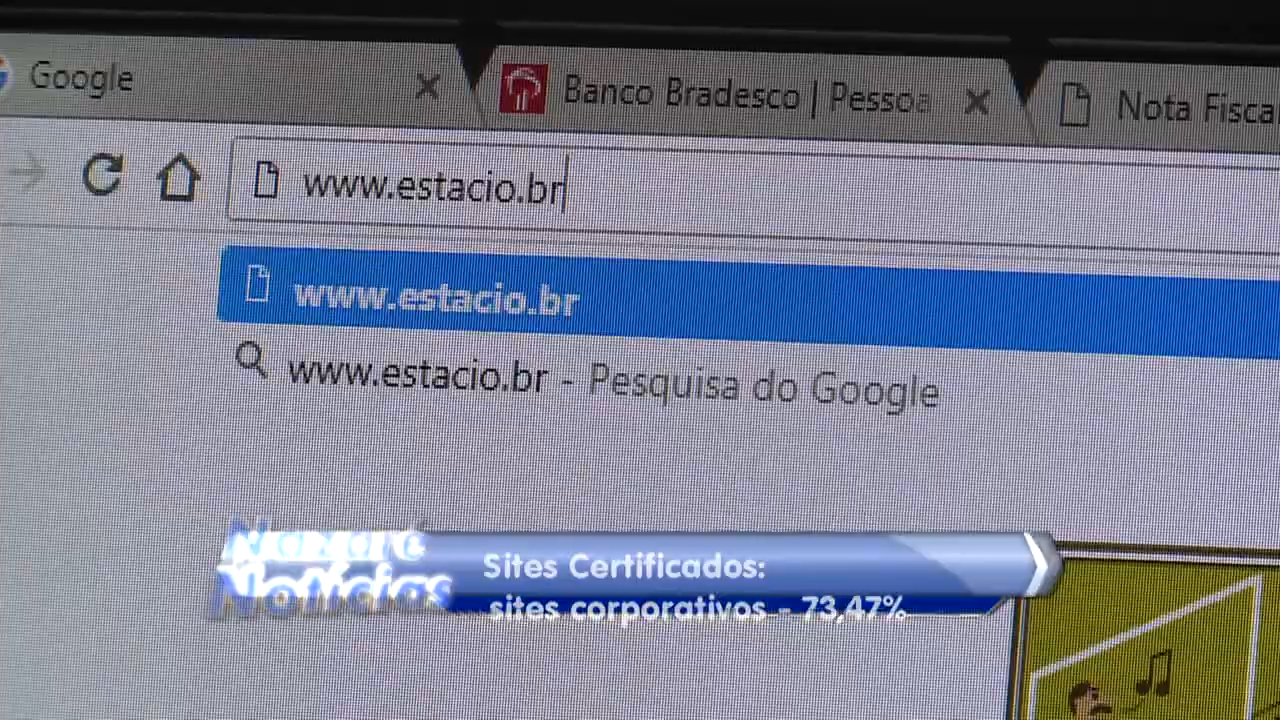 Google
Banco Bradesco | Pessoa
Nota Fisca
www.estacio.br
www.estacio.br
www.estacio.br - Pesquisa do Google
Notícias
Sites Certificados:
sites corporativos - 73,47%